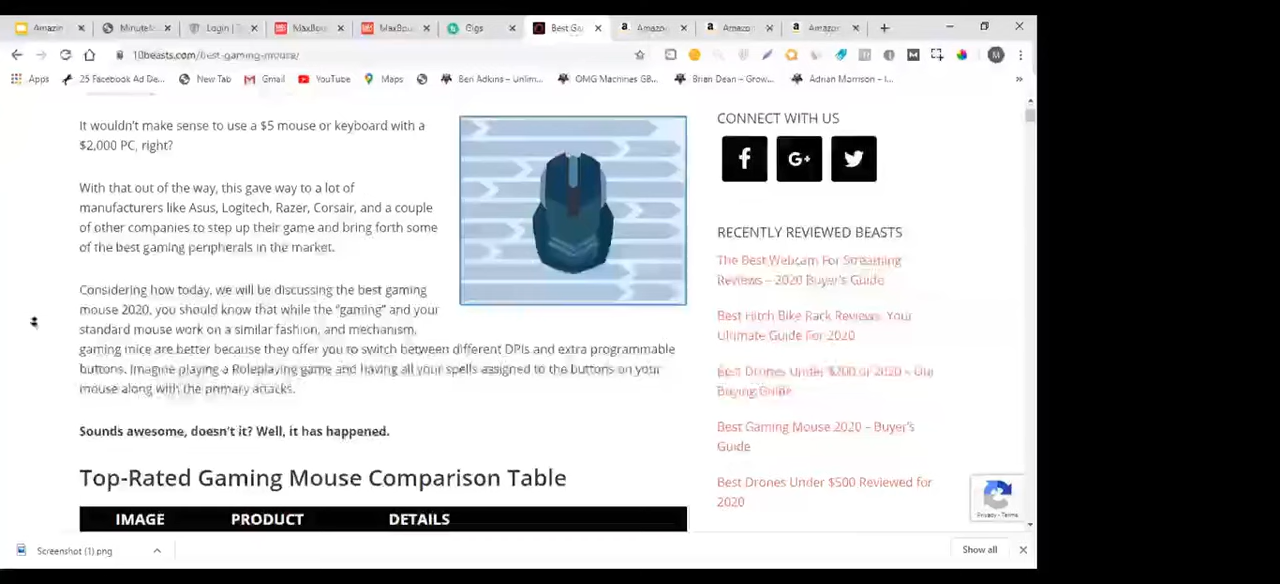 Amazin
Minute
Login |
MaxBou
MaxBou
Gigs
Best Ga
Amazo
Amazo
Amazo
10beasts.com/best-gaming-mouse/
Apps
25 Facebook Ad De...
New Tab
Gmail
YouTube
Maps
Ben Adkins – Unlim...
OMG Machines GB...
Brian Dean – Grow...
Adrian Morrison – I...
»
It wouldn't make sense to use a $5 mouse or keyboard with a
$2,000 PC, right?
With that out of the way, this gave way to a lot of
manufacturers like Asus, Logitech, Razer, Corsair, and a couple
of other companies to step up their game and bring forth some
of the best gaming peripherals in the market.
Considering how today, we will be discussing the best gaming
mouse 2020, you should know that while the "gaming" and your
standard mouse work on a similar fashion, and mechanism,
gaming mice are better because they offer you to switch between different DPIs and extra programmable
buttons. Imagine playing a Roleplaying game and having all your spells assigned to the buttons on your
mouse along with the primary attacks.
Sounds awesome, doesn't it? Well, it has happened.
Top-Rated Gaming Mouse Comparison Table
IMAGE PRODUCT DETAILS
CONNECT WITH US
f G+
RECENTLY REVIEWED BEASTS
The Best Webcam For Streaming
Reviews – 2020 Buyer's Guide
Best Hitch Bike Rack Reviews: Your
Ultimate Guide For 2020
Best Drones Under $200 of 2020 – Our
Buying Guide
Best Gaming Mouse 2020 – Buyer's
Guide
Best Drones Under $500 Reviewed for
2020
Privacy - Terms
Screenshot (1).png
Show all